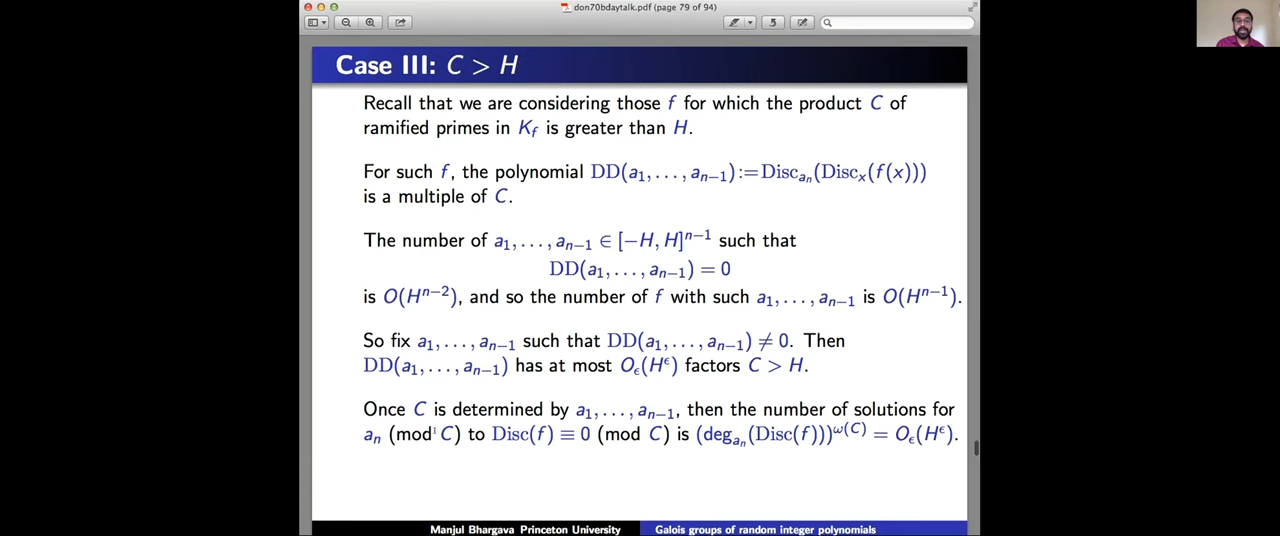 don70bdaytalk.pdf (page 79 of 94)
Case III: C > H
Recall that we are considering those f for which the product C of
ramified primes in K_f is greater than H.
For such f, the polynomial DD(a_1, . . . , a_{n−1}):=Disc_{a_n}(Disc_x(f(x)))
is a multiple of C.
The number of a_1, . . . , a_{n−1} ∈ [−H, H]^{n−1} such that
DD(a_1, . . . , a_{n−1}) = 0
is O(H^{n−2}), and so the number of f with such a_1, . . . , a_{n−1} is O(H^{n−1}).
So fix a_1, . . . , a_{n−1} such that DD(a_1, . . . , a_{n−1}) ≠ 0. Then
DD(a_1, . . . , a_{n−1}) has at most O_ϵ(H^ϵ) factors C > H.
Once C is determined by a_1, . . . , a_{n−1}, then the number of solutions for
a_n (mod C) to Disc(f) ≡ 0 (mod C) is (deg_{a_n}(Disc(f)))^{ω(C)} = O_ϵ(H^ϵ).
Manjul Bhargava Princeton University
Galois groups of random integer polynomials